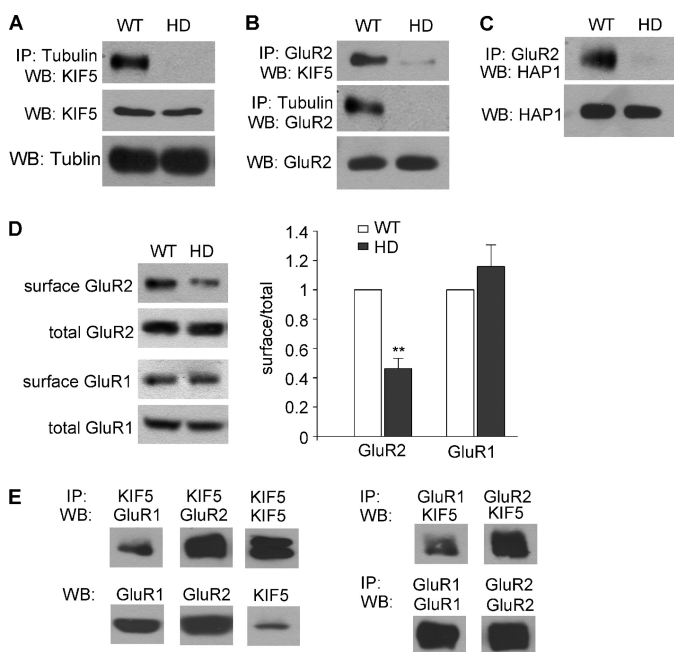 A
WT HD
IP: Tubulin
WB: KIF5
WB: KIF5
WB: Tublin
B
WT HD
IP: GluR2
WB: KIF5
IP: Tubulin
WB: GluR2
WB: GluR2
C
WT HD
IP: GluR2
WB: HAP1
WB: HAP1
D
WT HD
surface GluR2
total GluR2
surface GluR1
total GluR1
WT
HD
surface/total
1.4
1.2
1
0.8
0.6
0.4
0.2
0
**
GluR2 GluR1
E
IP: KIF5 KIF5 KIF5
WB: GluR1 GluR2 KIF5
WB: GluR1 GluR2 KIF5
IP: GluR1 GluR2
WB: KIF5 KIF5
IP: GluR1 GluR2
WB: GluR1 GluR2